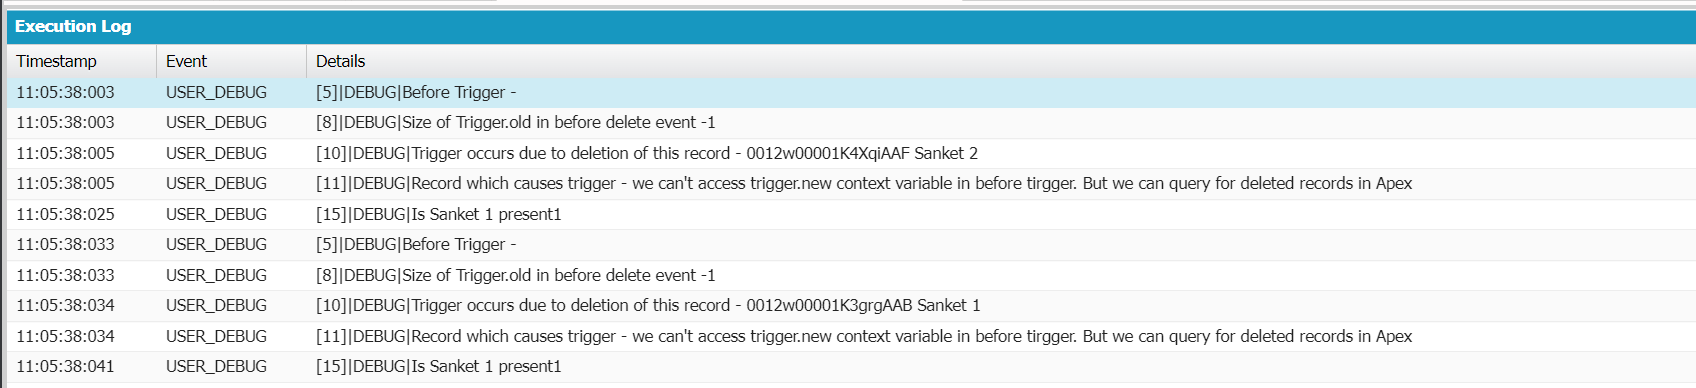 Execution Log
Timestamp Event Details
11:05:38:003 USER_DEBUG [5]|DEBUG|Before Trigger -
11:05:38:003 USER_DEBUG [8]|DEBUG|Size of Trigger.old in before delete event -1
11:05:38:005 USER_DEBUG [10]|DEBUG|Trigger occurs due to deletion of this record - 0012w00001K4XqiAAF Sanket 2
11:05:38:005 USER_DEBUG [11]|DEBUG|Record which causes trigger - we can't access trigger.new context variable in before tirgger. But we can query for deleted records in Apex
11:05:38:025 USER_DEBUG [15]|DEBUG|Is Sanket 1 present1
11:05:38:033 USER_DEBUG [5]|DEBUG|Before Trigger -
11:05:38:033 USER_DEBUG [8]|DEBUG|Size of Trigger.old in before delete event -1
11:05:38:034 USER_DEBUG [10]|DEBUG|Trigger occurs due to deletion of this record - 0012w00001K3grgAAB Sanket 1
11:05:38:034 USER_DEBUG [11]|DEBUG|Record which causes trigger - we can't access trigger.new context variable in before tirgger. But we can query for deleted records in Apex
11:05:38:041 USER_DEBUG [15]|DEBUG|Is Sanket 1 present1